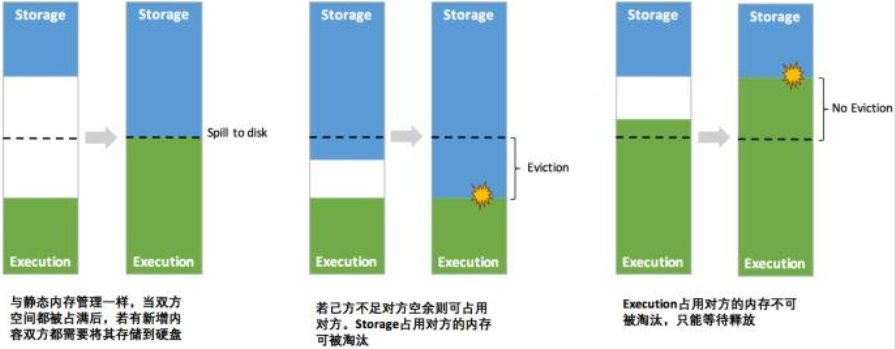 Storage
Storage
Spill to disk
Execution
Execution
与静态内存管理一样，当双方
空间都被占满后，若有新增内
容双方都需要将其存储到硬盘
Storage
Storage
Eviction
Execution
Execution
若己方不足对方空余则可占用
对方。Storage占用对方的内存
可被淘汰
Storage
Storage
No Eviction
Execution
Execution
Execution占用对方的内存不可
被淘汰，只能等待释放